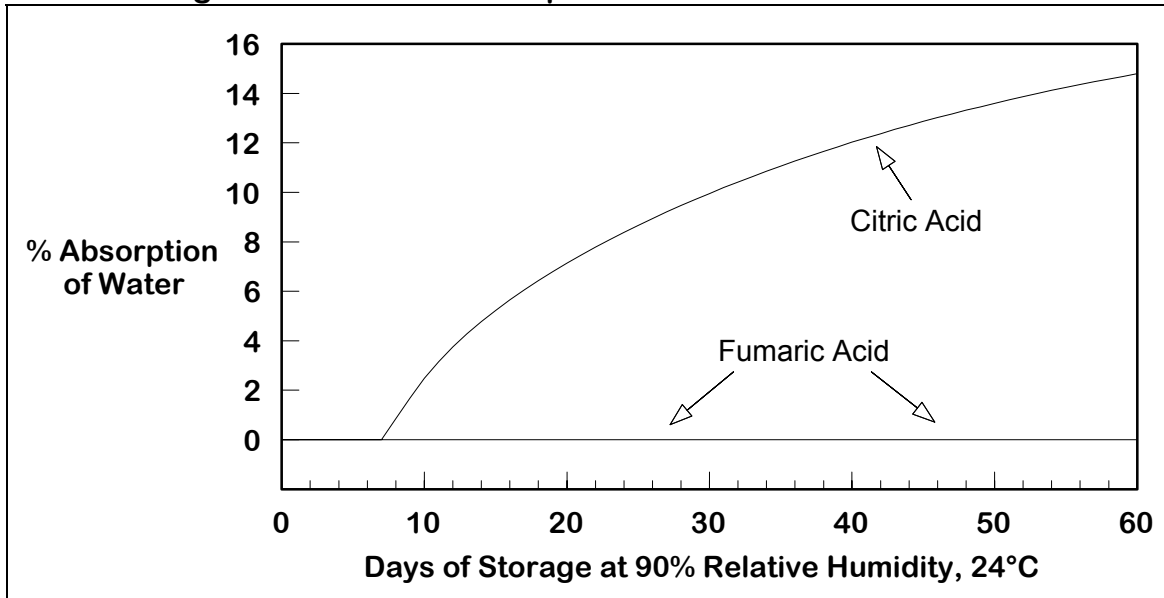 16
14
12
10
8
6
4
2
0
% Absorption
of Water
Citric Acid
Fumaric Acid
0 10 20 30 40 50 60
Days of Storage at 90% Relative Humidity, 24°C